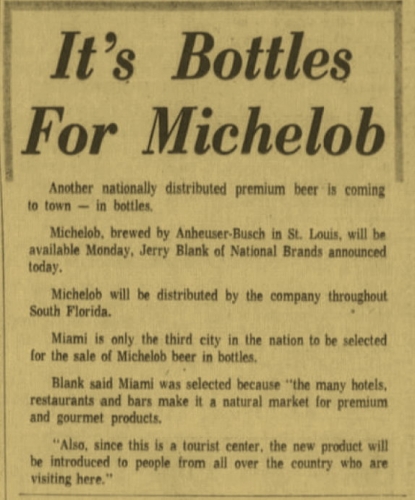 It's Bottles
For Michelob
Another nationally distributed premium beer is coming
to town — in bottles.
Michelob, brewed by Anheuser-Busch in St. Louis, will be
available Monday, Jerry Blank of National Brands announced
today.
Michelob will be distributed by the company throughout
South Florida.
Miami is only the third city in the nation to be selected
for the sale of Michelob beer in bottles.
Blank said Miami was selected because "the many hotels,
restaurants and bars make it a natural market for premium
and gourmet products.
"Also, since this is a tourist center, the new product will
be introduced to people from all over the country who are
visiting here."